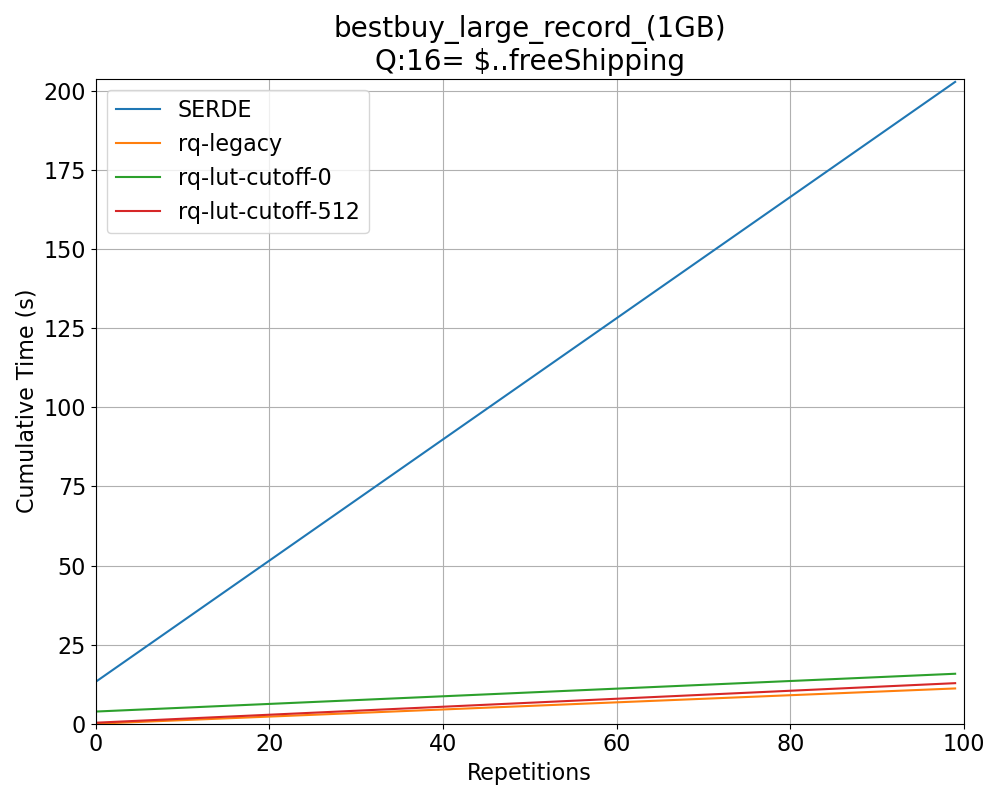 bestbuy_large_record_(1GB)
Q:16= $..freeShipping
SERDE
rq-legacy
rq-lut-cutoff-0
rq-lut-cutoff-512
200
175
150
125
100
75
50
25
0
0 20 40 60 80 100
Cumulative Time (s)
Repetitions